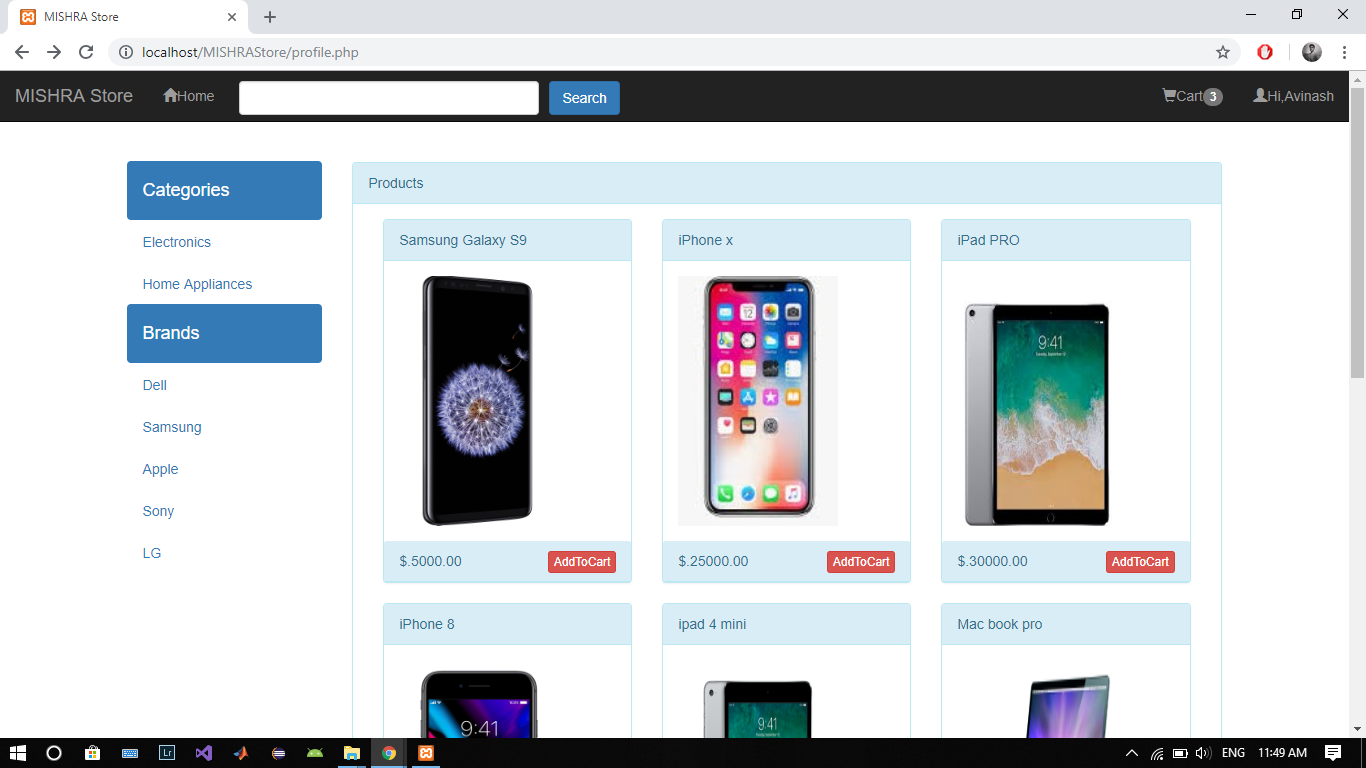 MISHRA Store
localhost/MISHRAStore/profile.php
MISHRA Store Home Search Cart 3 Hi,Avinash
Categories
Electronics
Home Appliances
Brands
Dell
Samsung
Apple
Sony
LG
Products
Samsung Galaxy S9
$.5000.00 AddToCart
iPhone x
$.25000.00 AddToCart
iPad PRO
9:41
$.30000.00 AddToCart
iPhone 8
9:41
ipad 4 mini
9:41
Mac book pro
Lr
ENG 11:49 AM